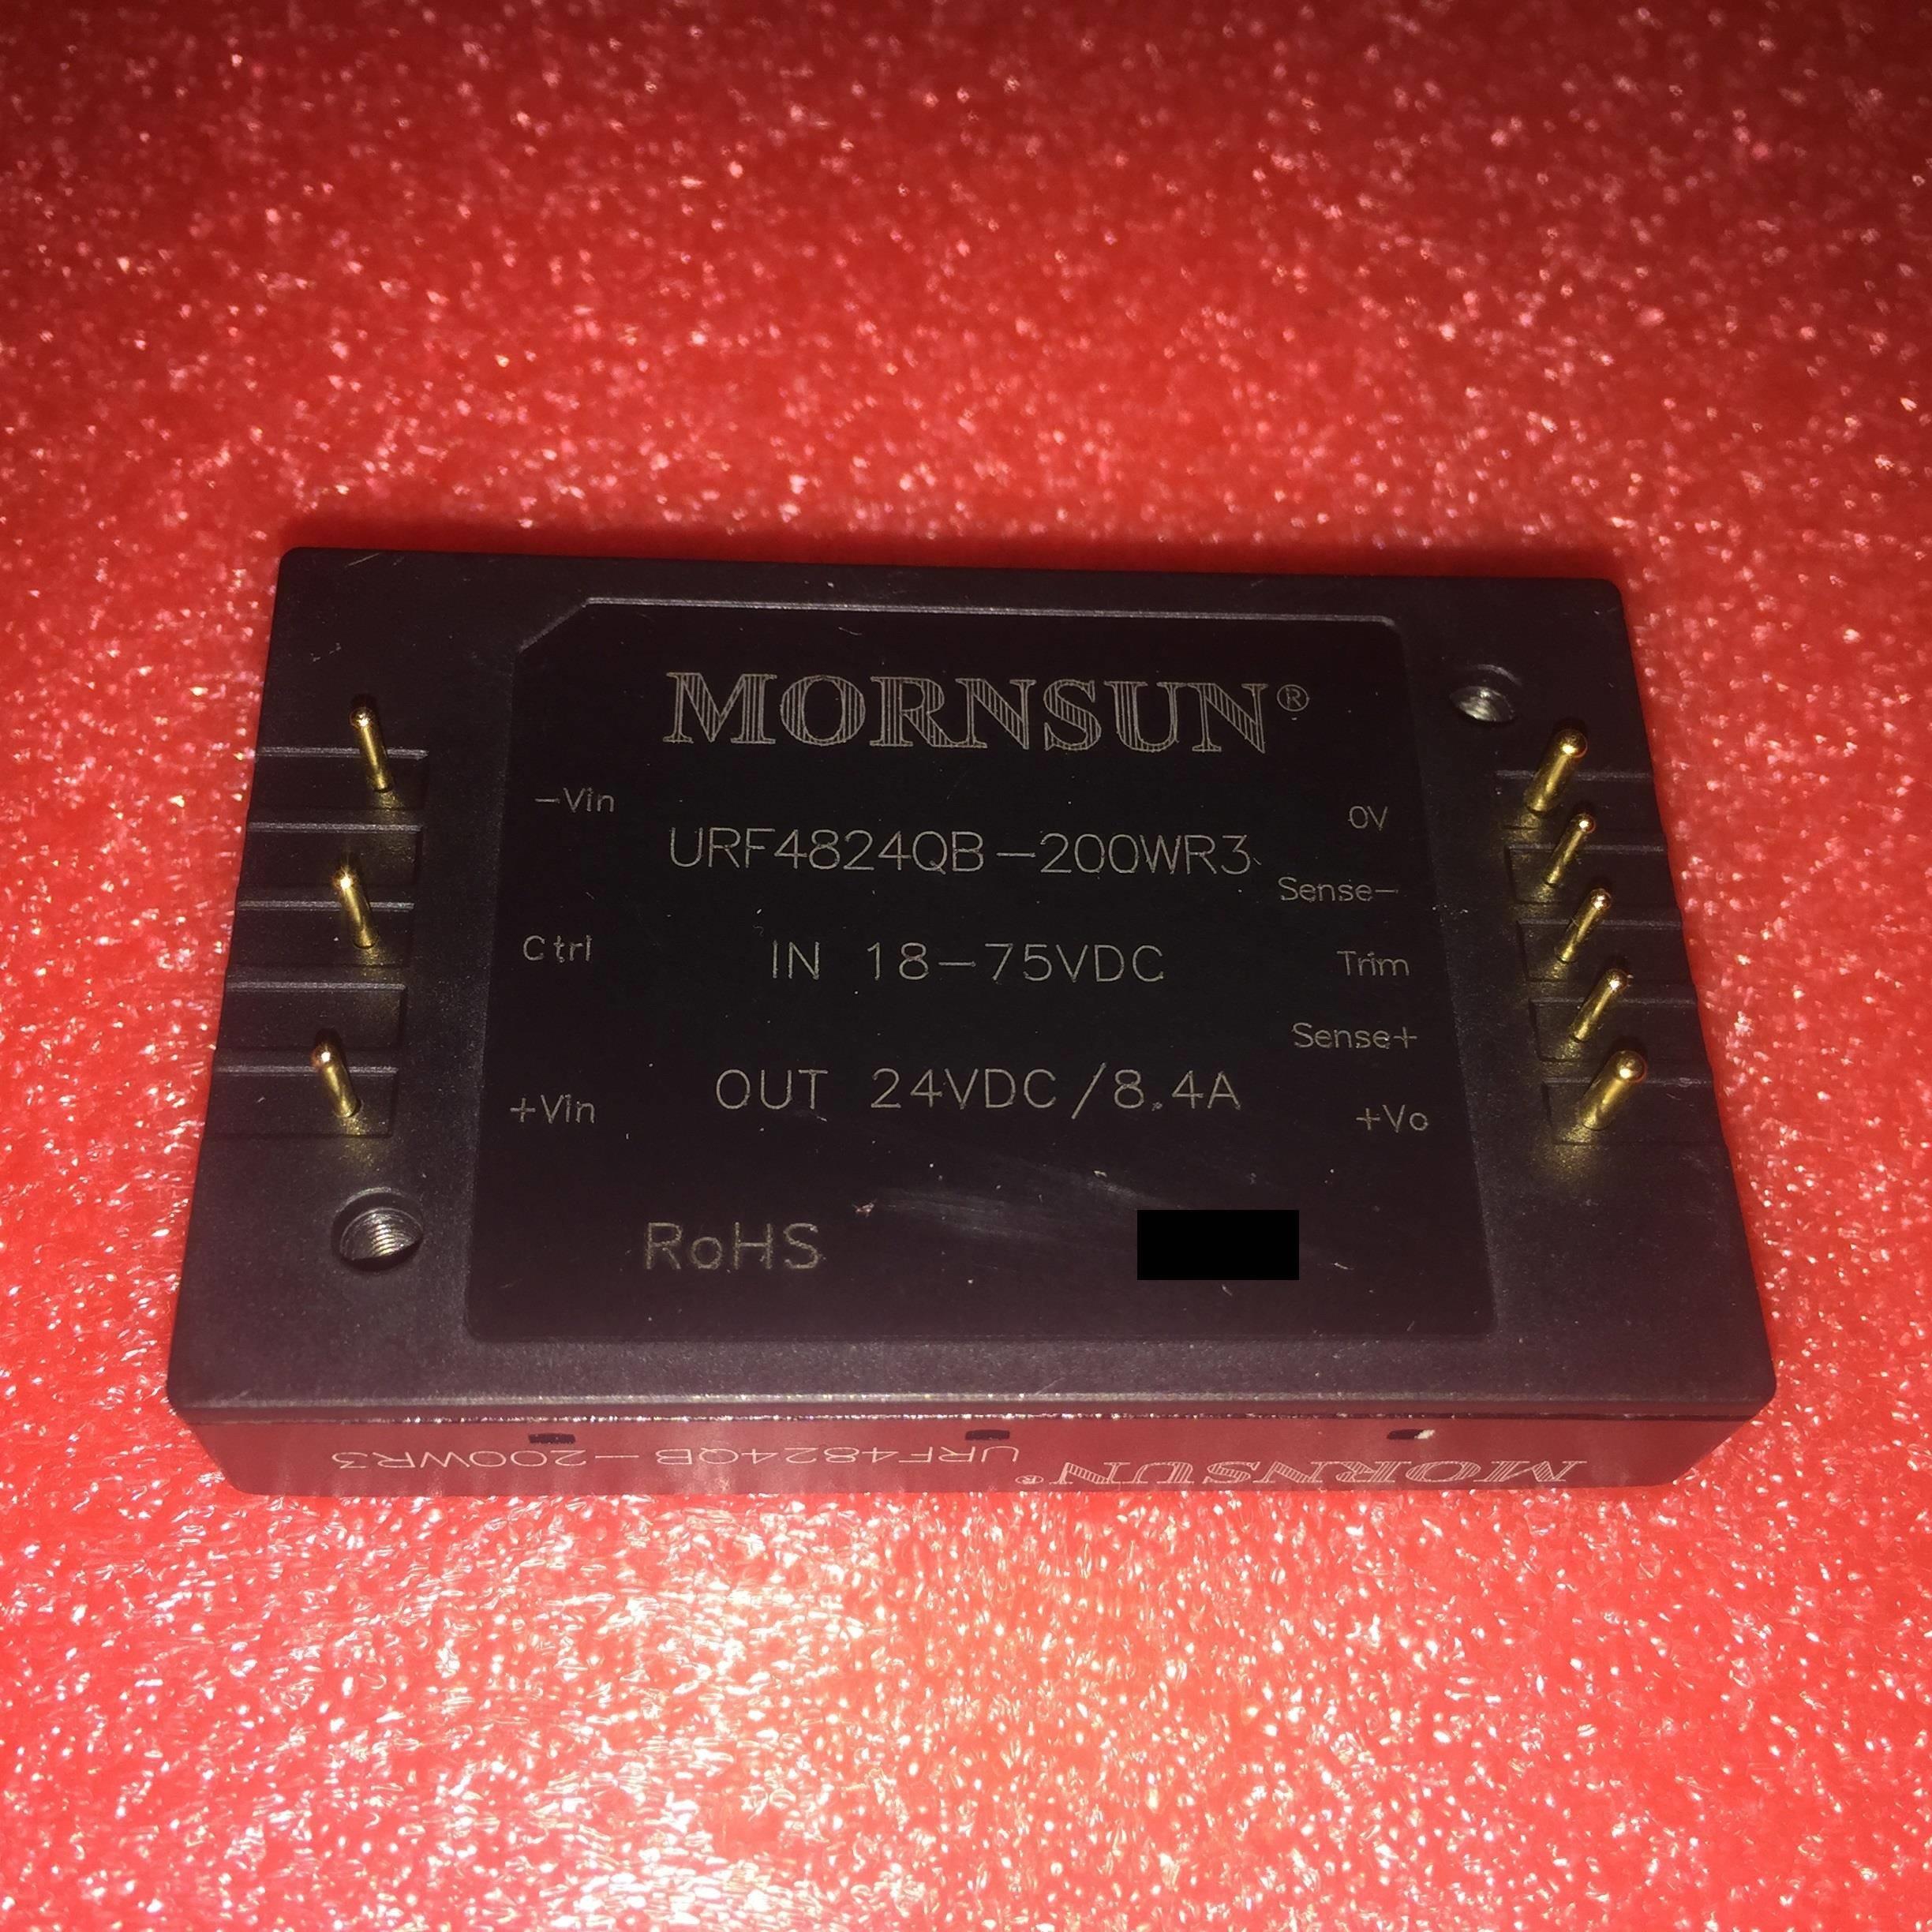 MORNSUN®
-Vin
0V
URF4824QB-200WR3
Sense-
Ctrl
IN 18-75VDC
Trim
Sense+
+Vin
OUT 24VDC/8.4A
+Vo
RoHS
MORNSUN®
URF4824QB-200WR3